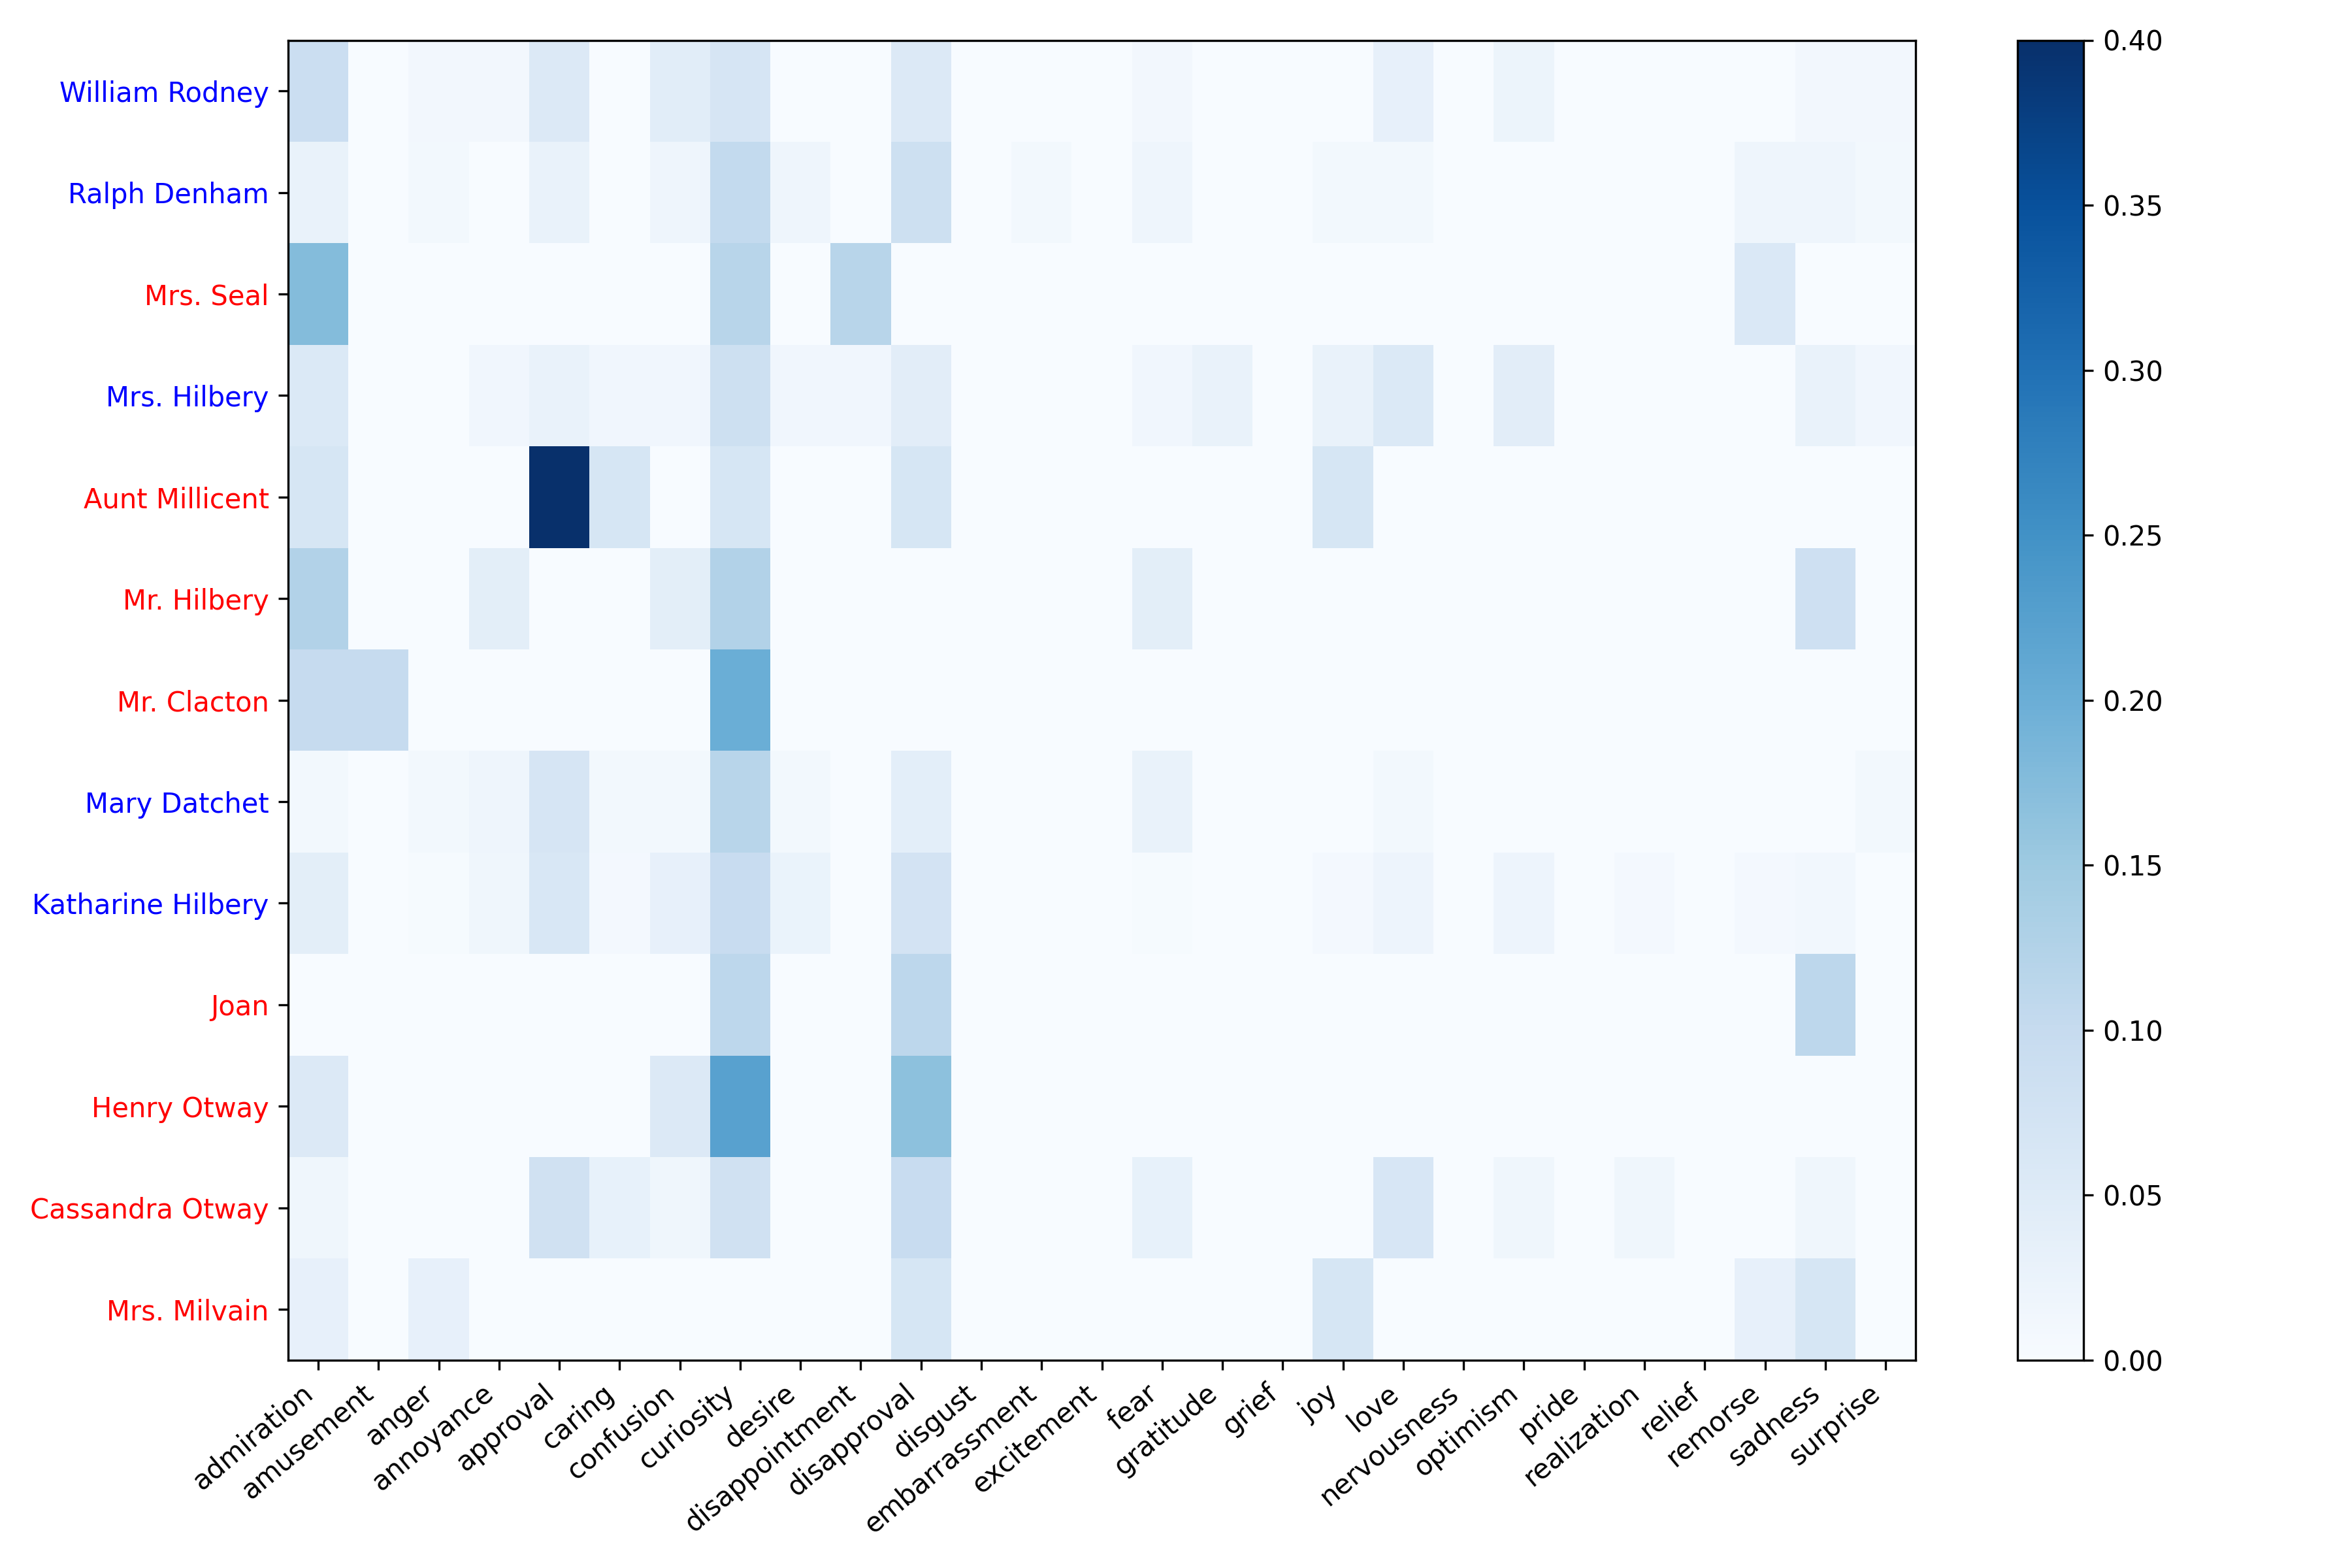 William Rodney
Ralph Denham
Mrs. Seal
Mrs. Hilbery
Aunt Millicent
Mr. Hilbery
Mr. Clacton
Mary Datchet
Katharine Hilbery
Joan
Henry Otway
Cassandra Otway
Mrs. Milvain
admiration
amusement
anger
annoyance
approval
caring
confusion
curiosity
desire
disappointment
disapproval
disgust
embarrassment
excitement
fear
gratitude
grief
joy
love
nervousness
optimism
pride
realization
relief
remorse
sadness
surprise
0.40
0.35
0.30
0.25
0.20
0.15
0.10
0.05
0.00